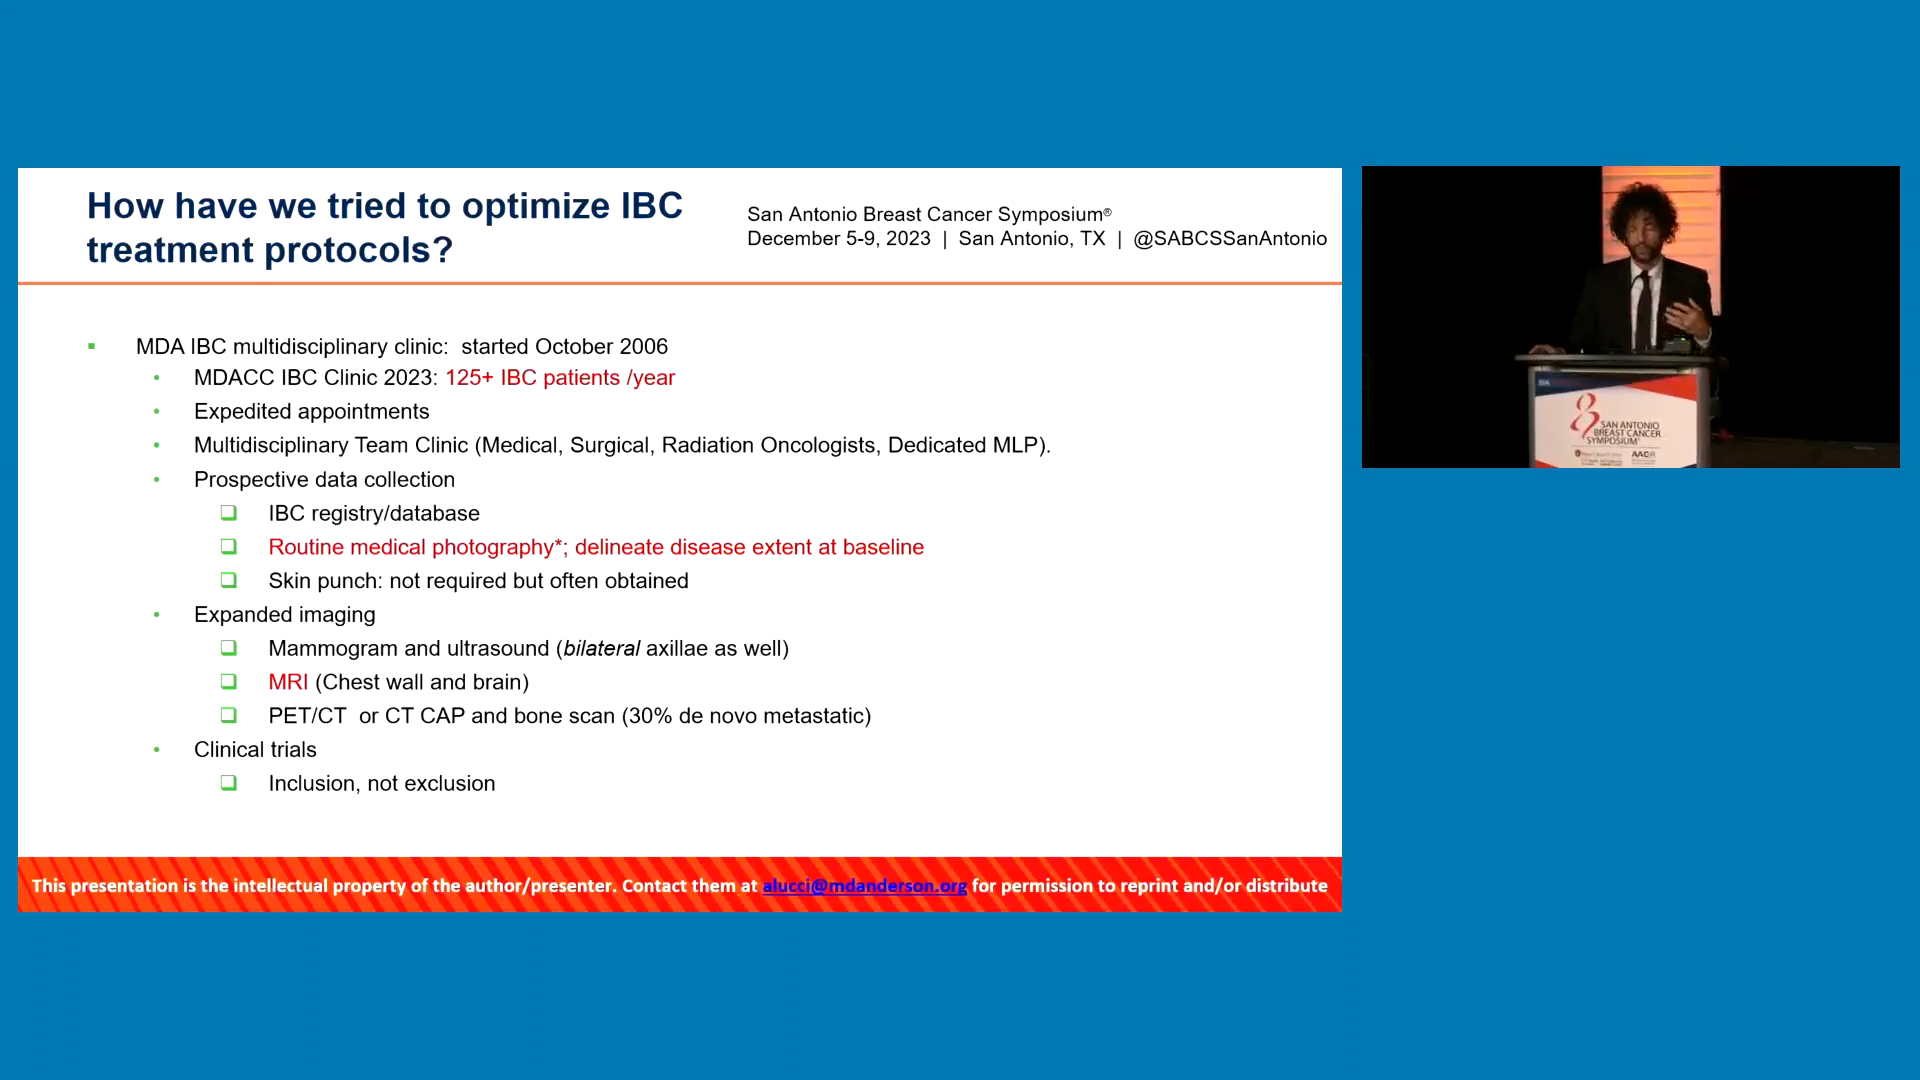 How have we tried to optimize IBC
treatment protocols?
San Antonio Breast Cancer Symposium®
December 5-9, 2023 | San Antonio, TX | @SABCSSanAntonio
▪ MDA IBC multidisciplinary clinic: started October 2006
• MDACC IBC Clinic 2023: 125+ IBC patients /year
• Expedited appointments
• Multidisciplinary Team Clinic (Medical, Surgical, Radiation Oncologists, Dedicated MLP).
• Prospective data collection
❑ IBC registry/database
❑ Routine medical photography*; delineate disease extent at baseline
❑ Skin punch: not required but often obtained
• Expanded imaging
❑ Mammogram and ultrasound (bilateral axillae as well)
❑ MRI (Chest wall and brain)
❑ PET/CT or CT CAP and bone scan (30% de novo metastatic)
• Clinical trials
❑ Inclusion, not exclusion
This presentation is the intellectual property of the author/presenter. Contact them at alucci@mdanderson.org for permission to reprint and/or distribute
SAN ANTONIO
BREAST CANCER
SYMPOSIUM
AACR